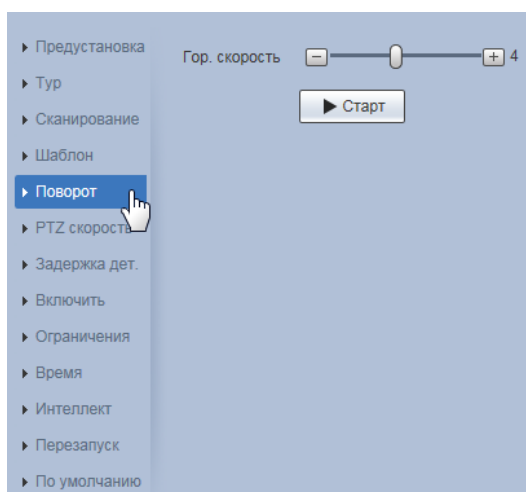 Предустановка
Тур
Сканирование
Шаблон
Поворот
PTZ скорость
Задержка дет.
Включить
Ограничения
Время
Интеллект
Перезапуск
По умолчанию
Гор. скорость 4
Старт